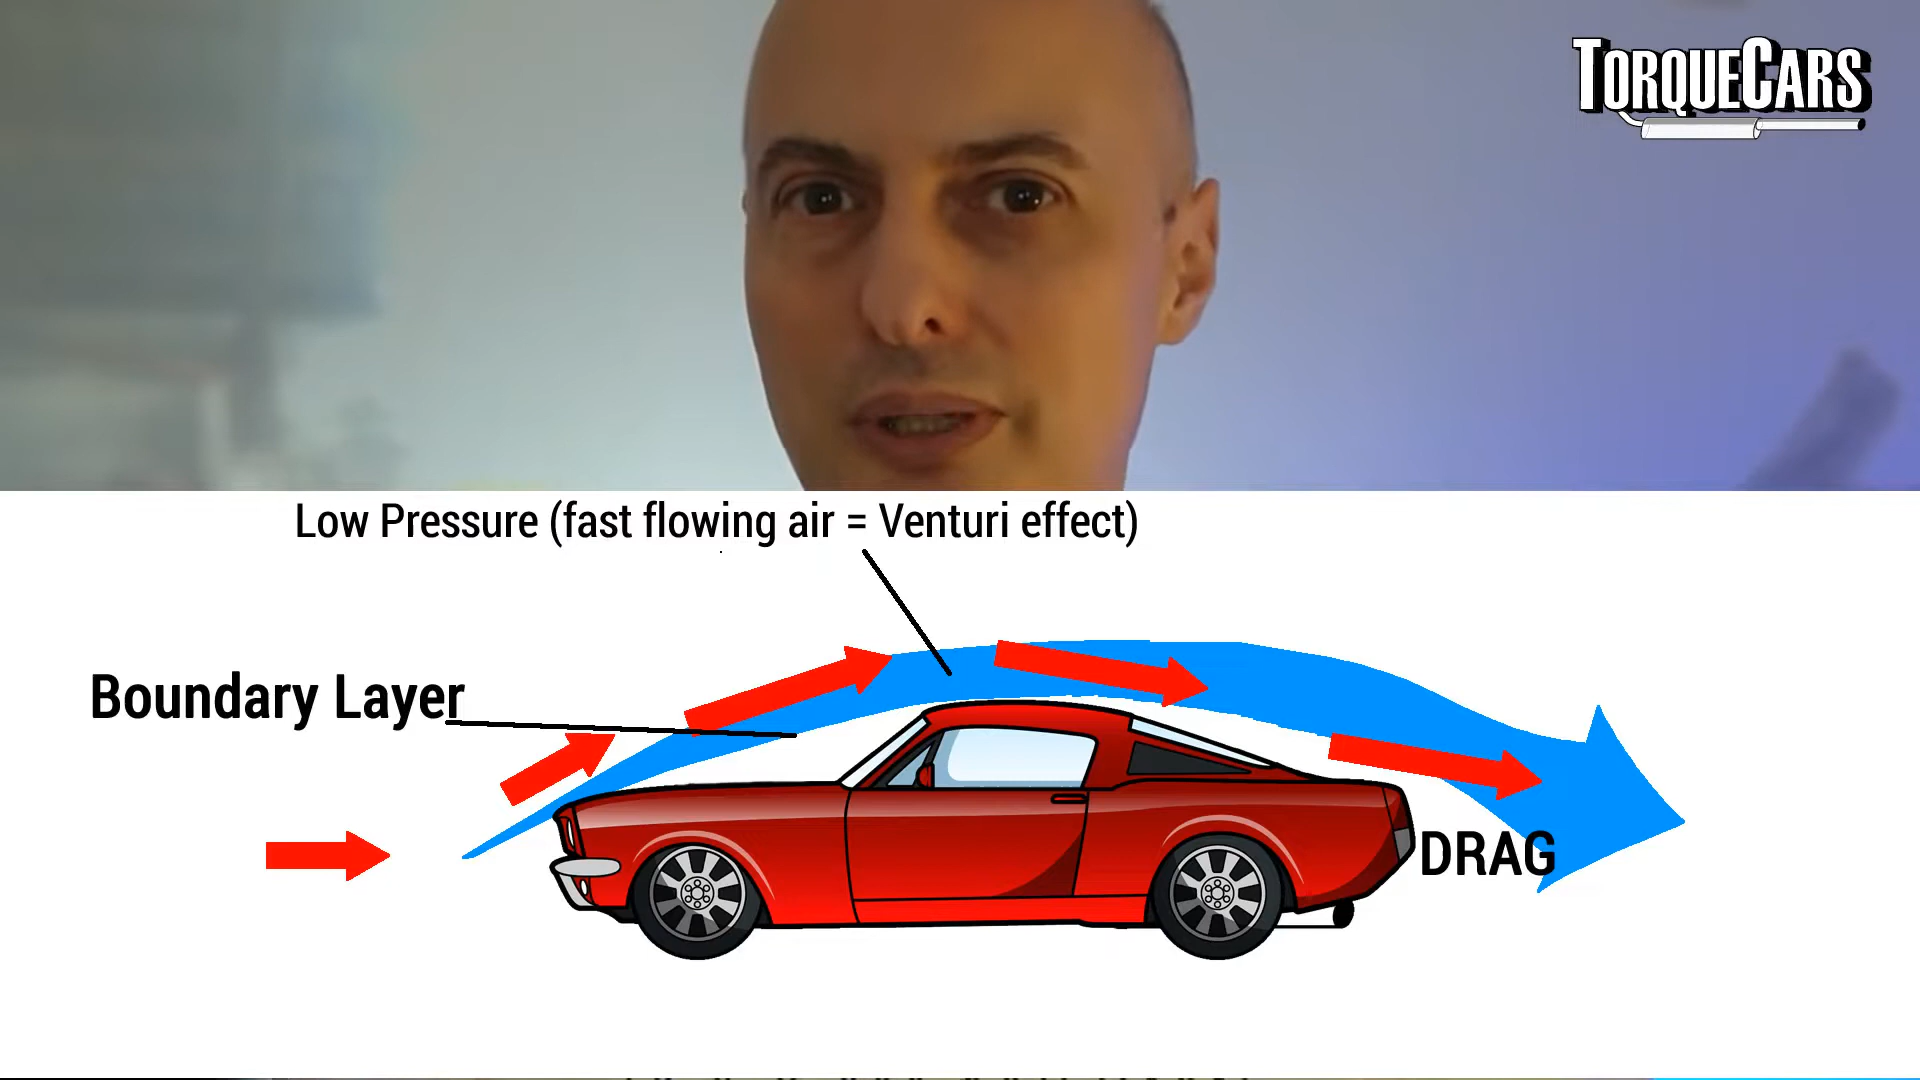 TORQUECARS
Low Pressure (fast flowing air = Venturi effect)
Boundary Layer
DRAG